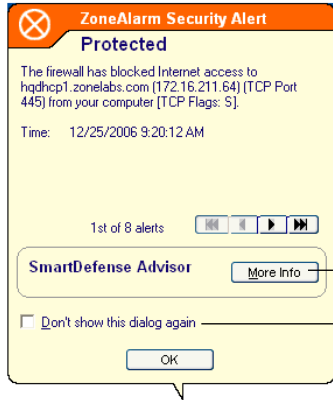 ZoneAlarm Security Alert
Protected
The firewall has blocked Internet access to
hqdhcp1.zonelabs.com (172.16.211.64) (TCP Port
445) from your computer [TCP Flags: S].
Time: 12/25/2006 9:20:12 AM
1st of 8 alerts
SmartDefense Advisor
More Info
Don't show this dialog again
OK